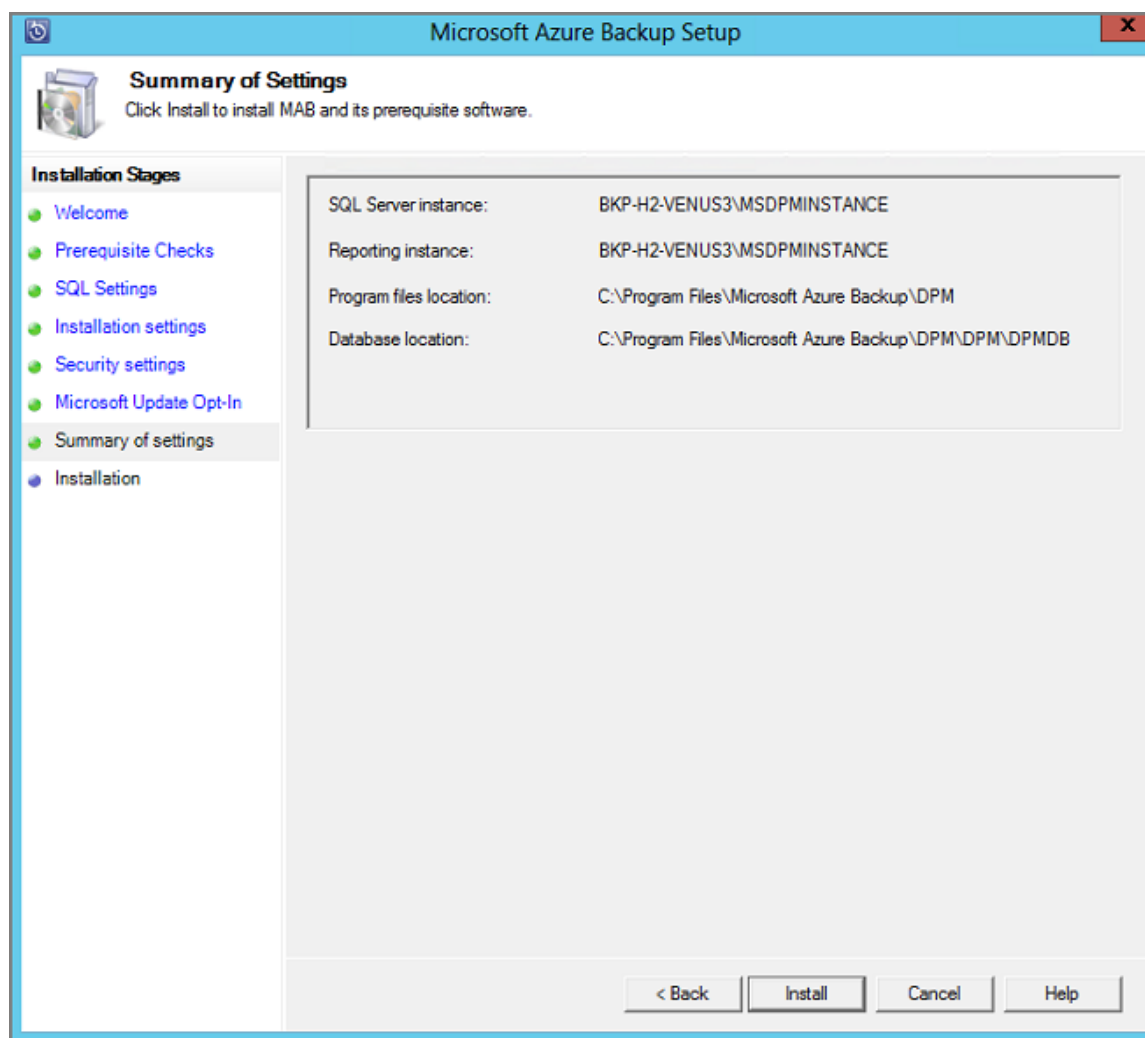 Microsoft Azure Backup Setup
X
Summary of Settings
Click Install to install MAB and its prerequisite software.
Installation Stages
Welcome
Prerequisite Checks
SQL Settings
Installation settings
Security settings
Microsoft Update Opt-In
Summary of settings
Installation
SQL Server instance: BKP-H2-VENUS3\MSDPMINSTANCE
Reporting instance: BKP-H2-VENUS3\MSDPMINSTANCE
Program files location: C:\Program Files\Microsoft Azure Backup\DPM
Database location: C:\Program Files\Microsoft Azure Backup\DPM\DPM\DPMDB
< Back Install Cancel Help